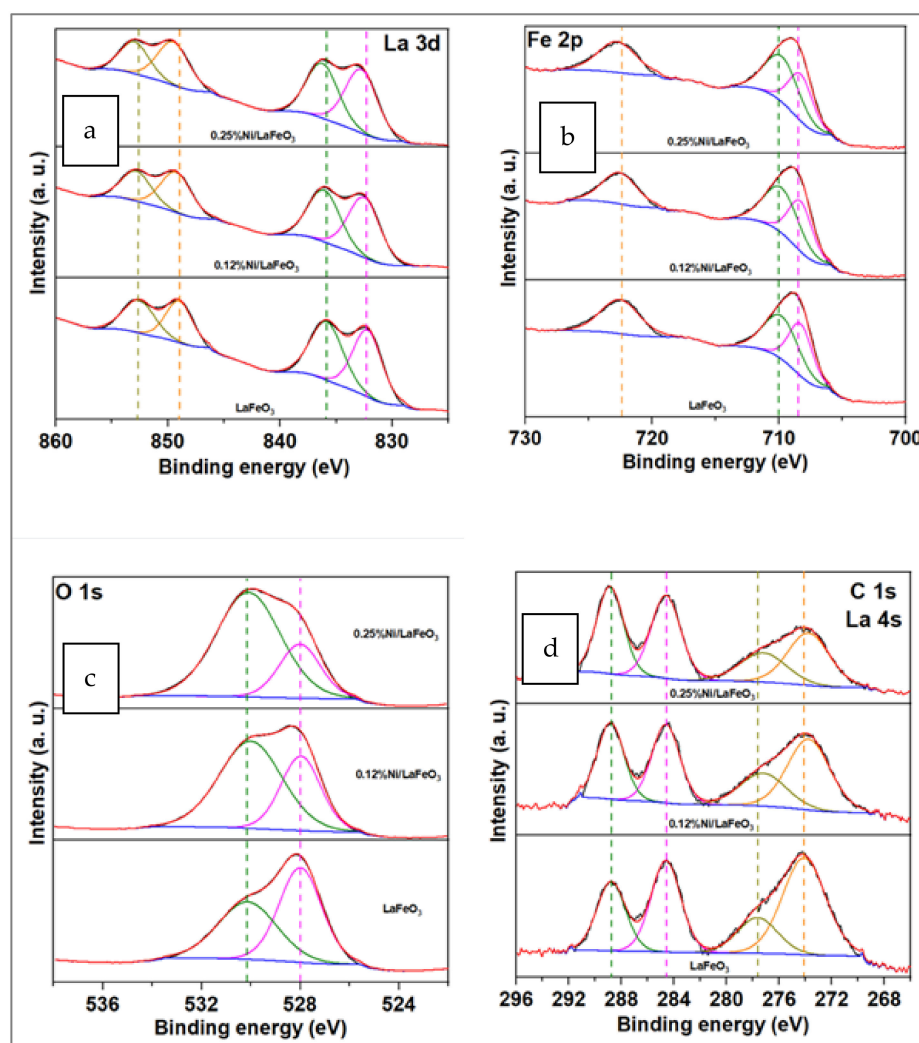 La 3d
a
0.25%Ni/LaFeO₃
0.12%Ni/LaFeO₃
LaFeO₃
Intensity (a. u.)
860 850 840 830
Binding energy (eV)
Fe 2p
b
0.25%Ni/LaFeO₃
0.12%Ni/LaFeO₃
LaFeO₃
Intensity (a. u.)
730 720 710 700
Binding energy (eV)
O 1s
0.25%Ni/LaFeO₃
c
0.12%Ni/LaFeO₃
LaFeO₃
Intensity (a. u.)
536 532 528 524
Binding energy (eV)
C 1s
La 4s
d
0.25%Ni/LaFeO₃
0.12%Ni/LaFeO₃
LaFeO₃
Intensity (a. u.)
296 292 288 284 280 276 272 268 266
Binding energy (eV)